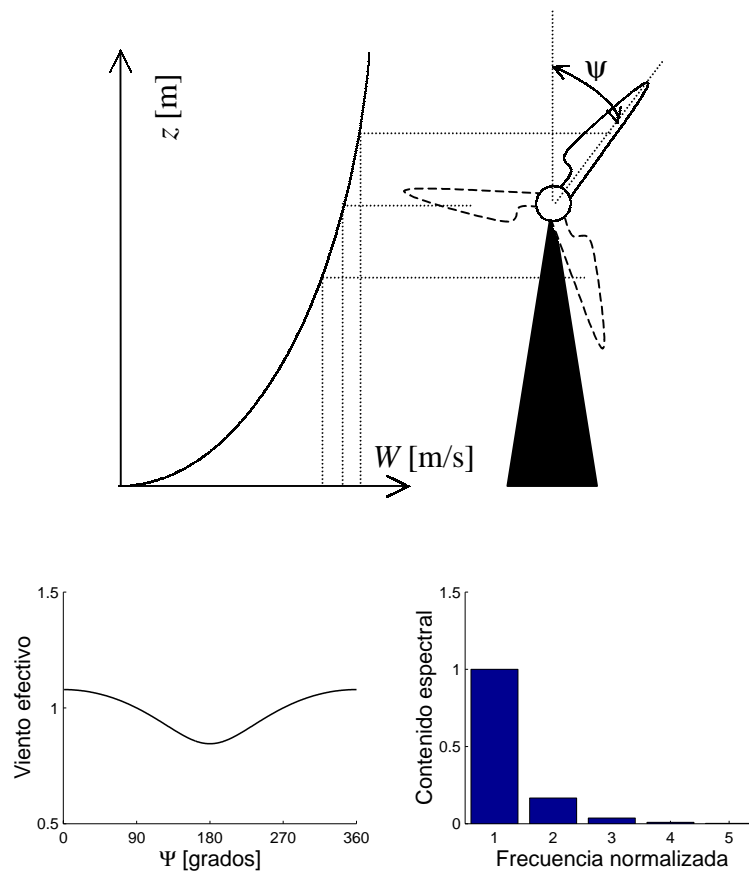 z [m]
Ψ
W [m/s]
1.5
1
0.5
0 90 180 270 360
Viento efectivo
Ψ [grados]
1.5
1
0.5
0
1 2 3 4 5
Contenido espectral
Frecuencia normalizada